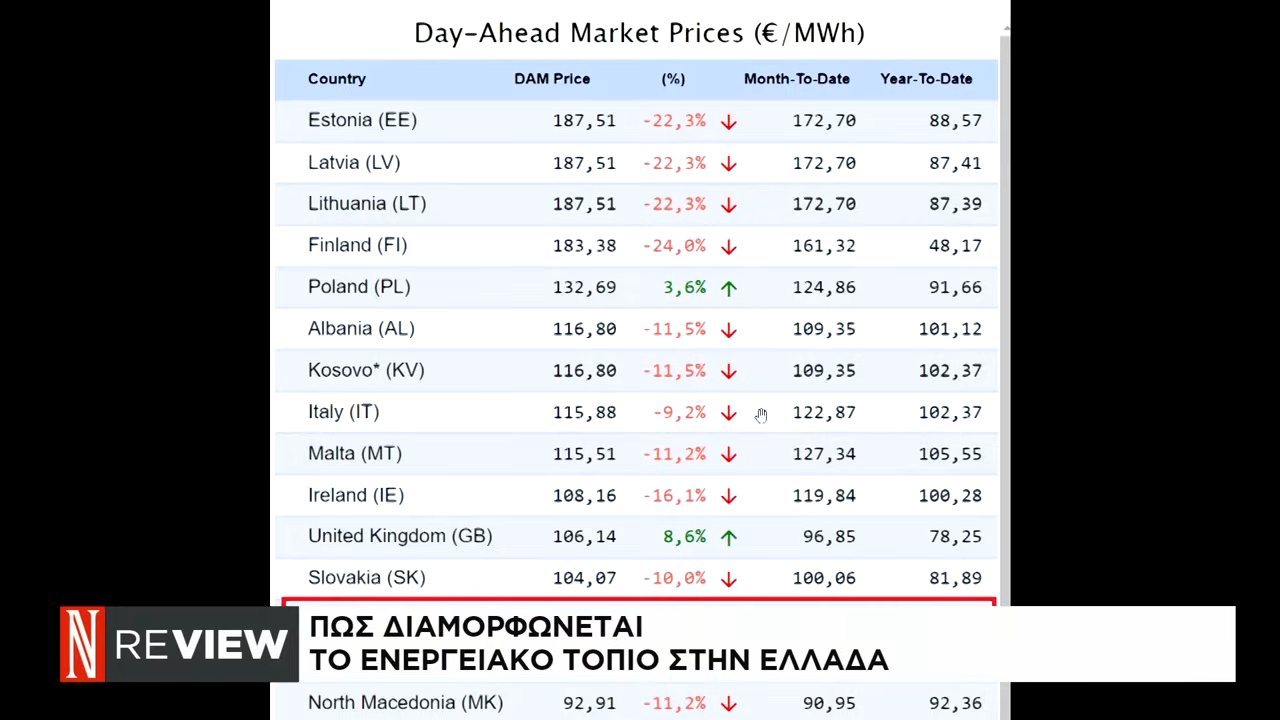 Day-Ahead Market Prices (€/MWh)
Country DAM Price (%) Month-To-Date Year-To-Date
Estonia (EE) 187,51 -22,3% ↓ 172,70 88,57
Latvia (LV) 187,51 -22,3% ↓ 172,70 87,41
Lithuania (LT) 187,51 -22,3% ↓ 172,70 87,39
Finland (FI) 183,38 -24,0% ↓ 161,32 48,17
Poland (PL) 132,69 3,6% ↑ 124,86 91,66
Albania (AL) 116,80 -11,5% ↓ 109,35 101,12
Kosovo* (KV) 116,80 -11,5% ↓ 109,35 102,37
Italy (IT) 115,88 -9,2% ↓ 122,87 102,37
Malta (MT) 115,51 -11,2% ↓ 127,34 105,55
Ireland (IE) 108,16 -16,1% ↓ 119,84 100,28
United Kingdom (GB) 106,14 8,6% ↑ 96,85 78,25
Slovakia (SK) 104,07 -10,0% ↓ 100,06 81,89
N REVIEW
ΠΩΣ ΔΙΑΜΟΡΦΩΝΕΤΑΙ
ΤΟ ΕΝΕΡΓΕΙΑΚΟ ΤΟΠΙΟ ΣΤΗΝ ΕΛΛΑΔΑ
North Macedonia (MK) 92,91 -11,2% ↓ 90,95 92,36